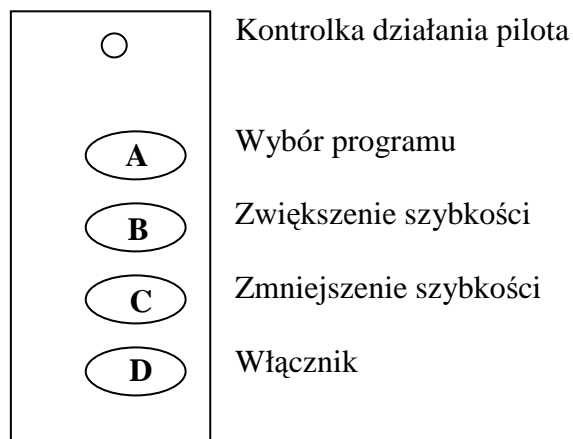 Kontrolka działania pilota
A Wybór programu
B Zwiększenie szybkości
C Zmniejszenie szybkości
D Włącznik